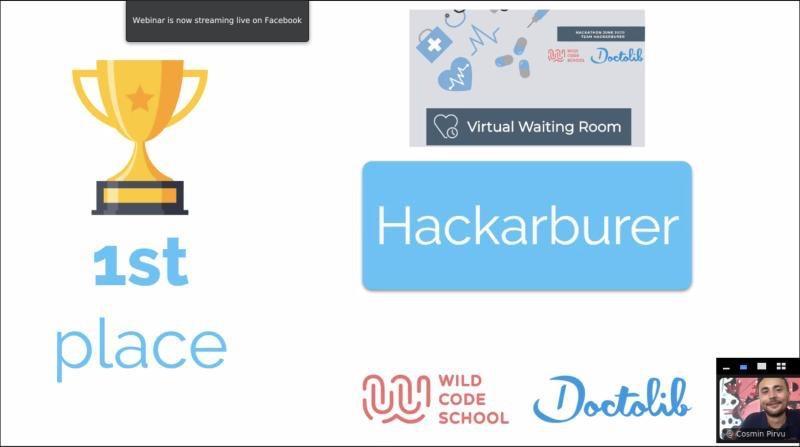 Webinar is now streaming live on Facebook
HACKATHON JUNE 2020
TEAM HACKARBURER
WILD
CODE
SCHOOL
Doctolib
Virtual Waiting Room
Hackarburer
1st
place
WILD
CODE
SCHOOL
Doctolib
Cosmin Pirvu